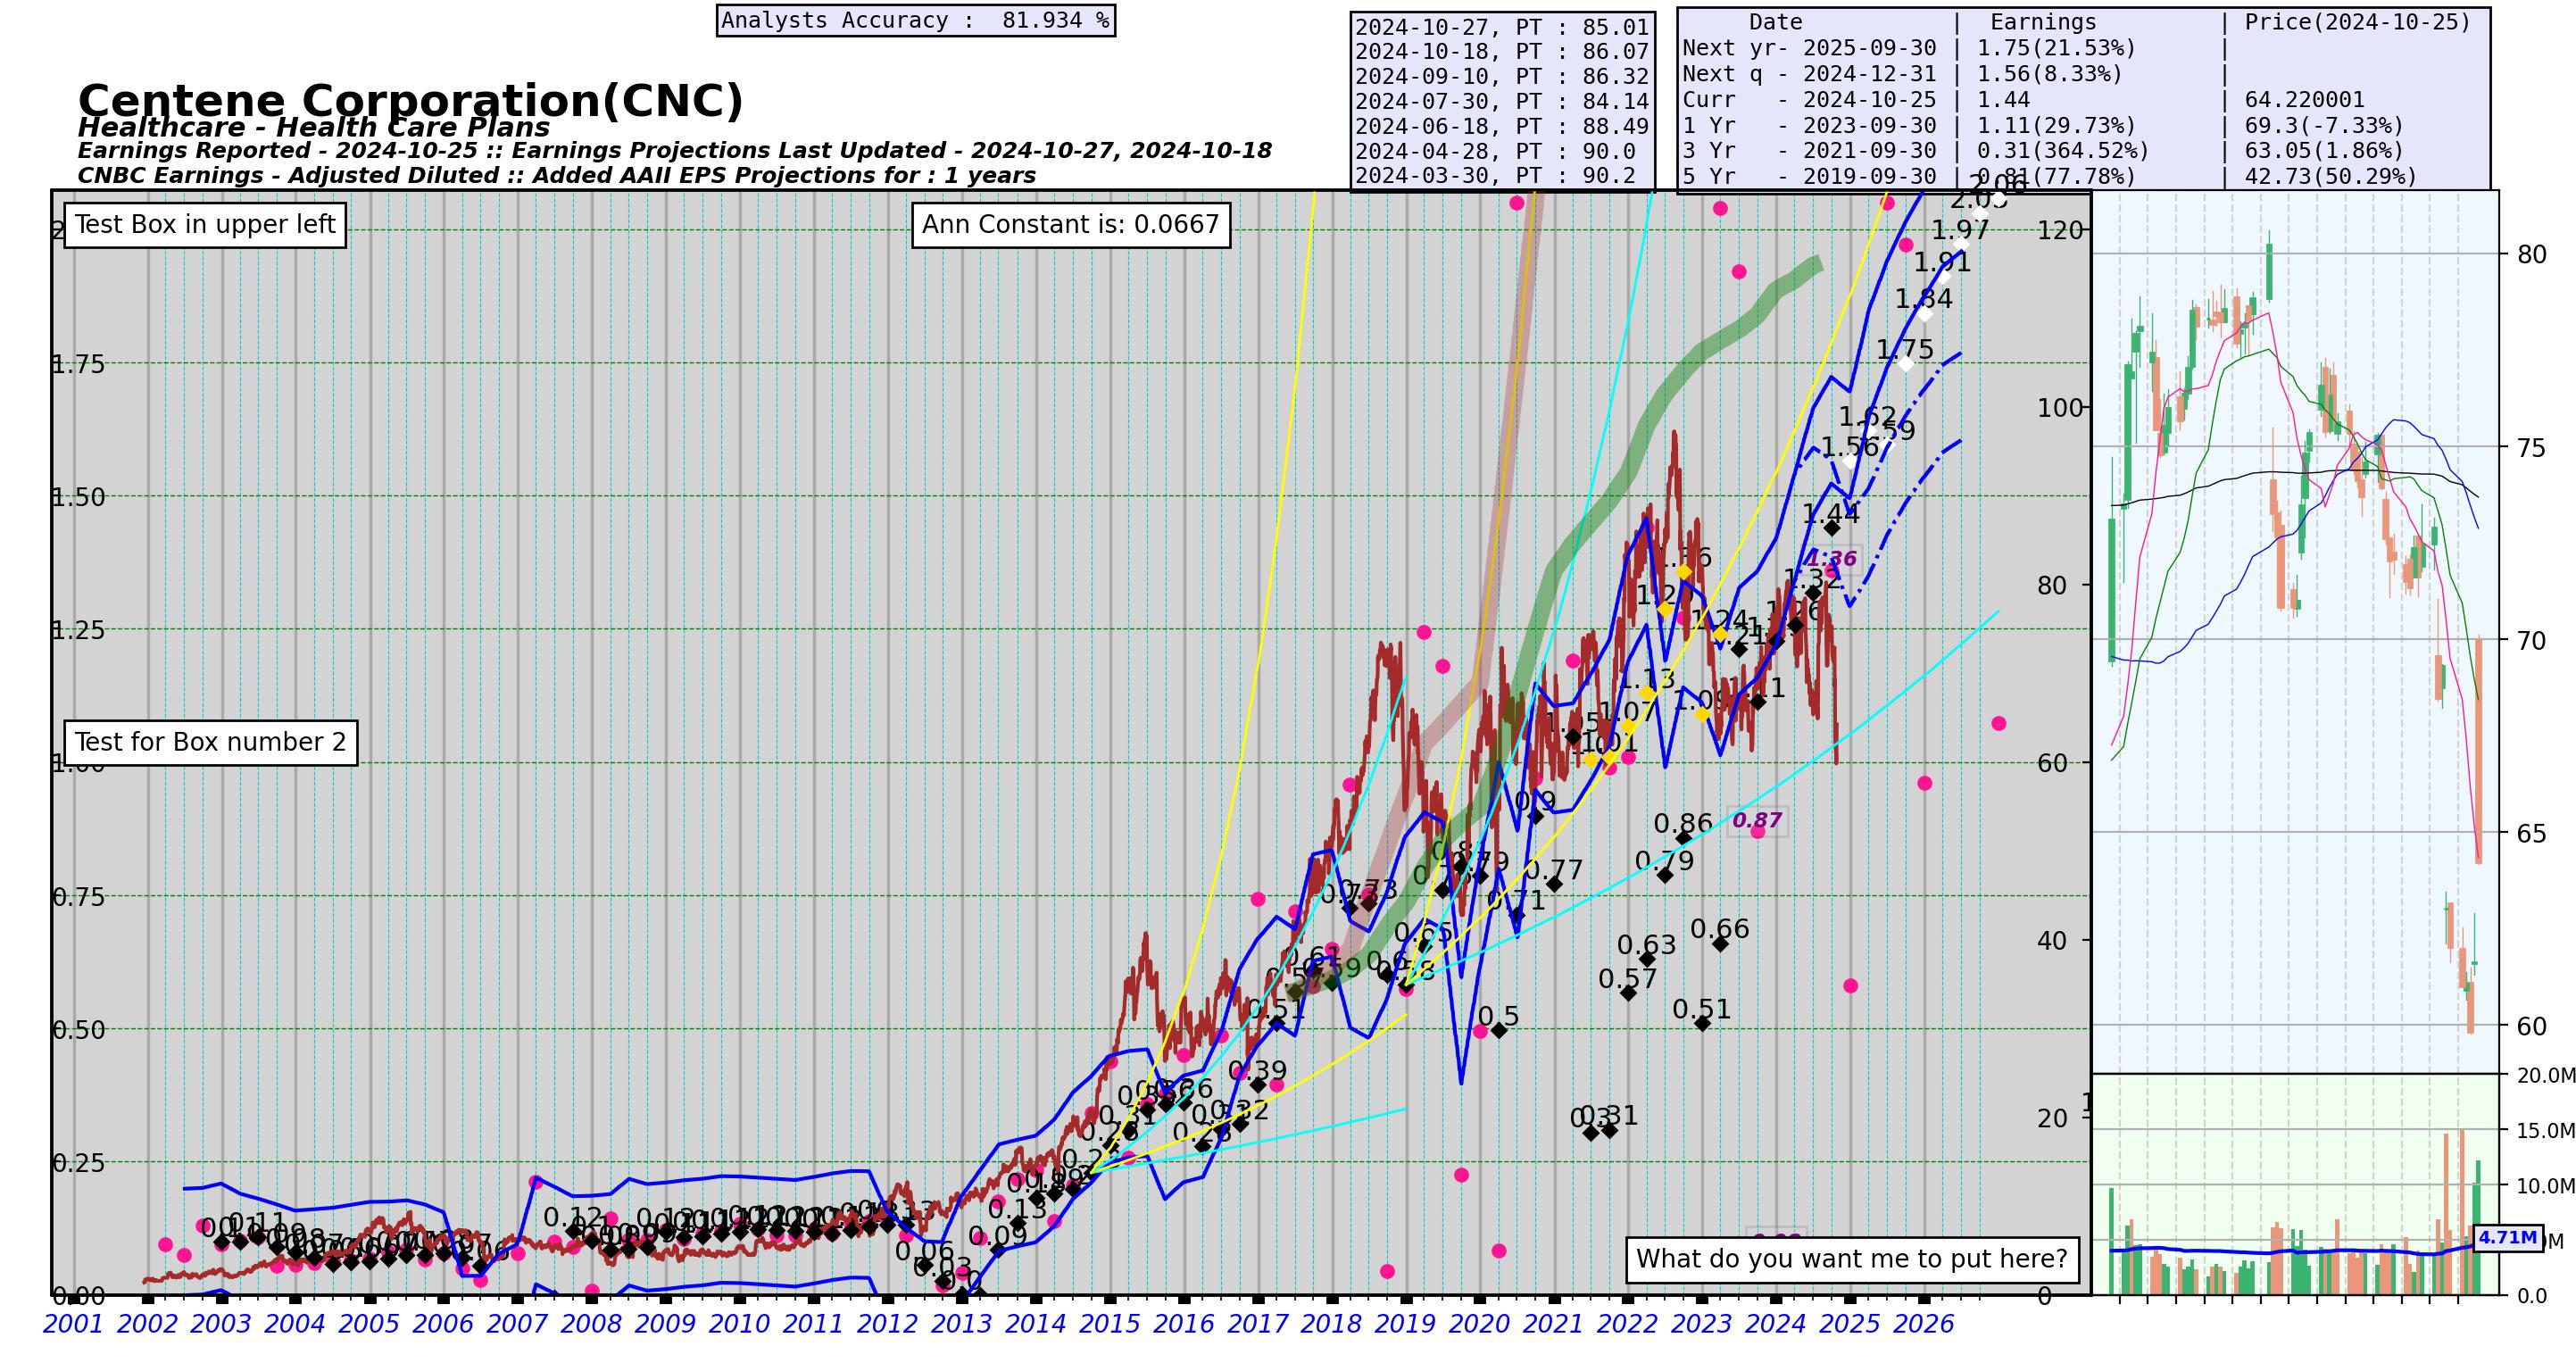 Analysts Accuracy :  81.934 %
2024-10-27, PT : 85.01
2024-10-18, PT : 86.07
2024-09-10, PT : 86.32
2024-07-30, PT : 84.14
2024-06-18, PT : 88.49
2024-04-28, PT : 90.0
2024-03-30, PT : 90.2
Date | Earnings | Price(2024-10-25)
Next yr- 2025-09-30 | 1.75(21.53%) |
Next q - 2024-12-31 | 1.56(8.33%) |
Curr - 2024-10-25 | 1.44 | 64.220001
1 Yr - 2023-09-30 | 1.11(29.73%) | 69.3(-7.33%)
3 Yr - 2021-09-30 | 0.31(364.52%) | 63.05(1.86%)
5 Yr - 2019-09-30 | 0.81(77.78%) | 42.73(50.29%)
Centene Corporation(CNC)
Healthcare - Health Care Plans
Earnings Reported - 2024-10-25 :: Earnings Projections Last Updated - 2024-10-27, 2024-10-18
CNBC Earnings - Adjusted Diluted :: Added AAII EPS Projections for : 1 years
Test Box in upper left
Ann Constant is: 0.0667
Test for Box number 2
What do you want me to put here?
1.75
1.50
1.25
1.00
0.75
0.50
0.25
0.00
120
100
80
60
40
20
0
2.06
1.97
1.91
1.84
1.75
1.62
1.56
1.44
1.36
1.32
1.24
1.13
1.07
1.01
1.11
0.9
0.86
0.87
0.79
0.77
0.71
0.66
0.63
0.57
0.51
0.5
0.65
0.61
0.51
0.39
0.31
0.13
0.09
0.06
0.12
80
75
70
65
60
20.0M
15.0M
10.0M
4.71M
0.0
2001 2002 2003 2004 2005 2006 2007 2008 2009 2010 2011 2012 2013 2014 2015 2016 2017 2018 2019 2020 2021 2022 2023 2024 2025 2026